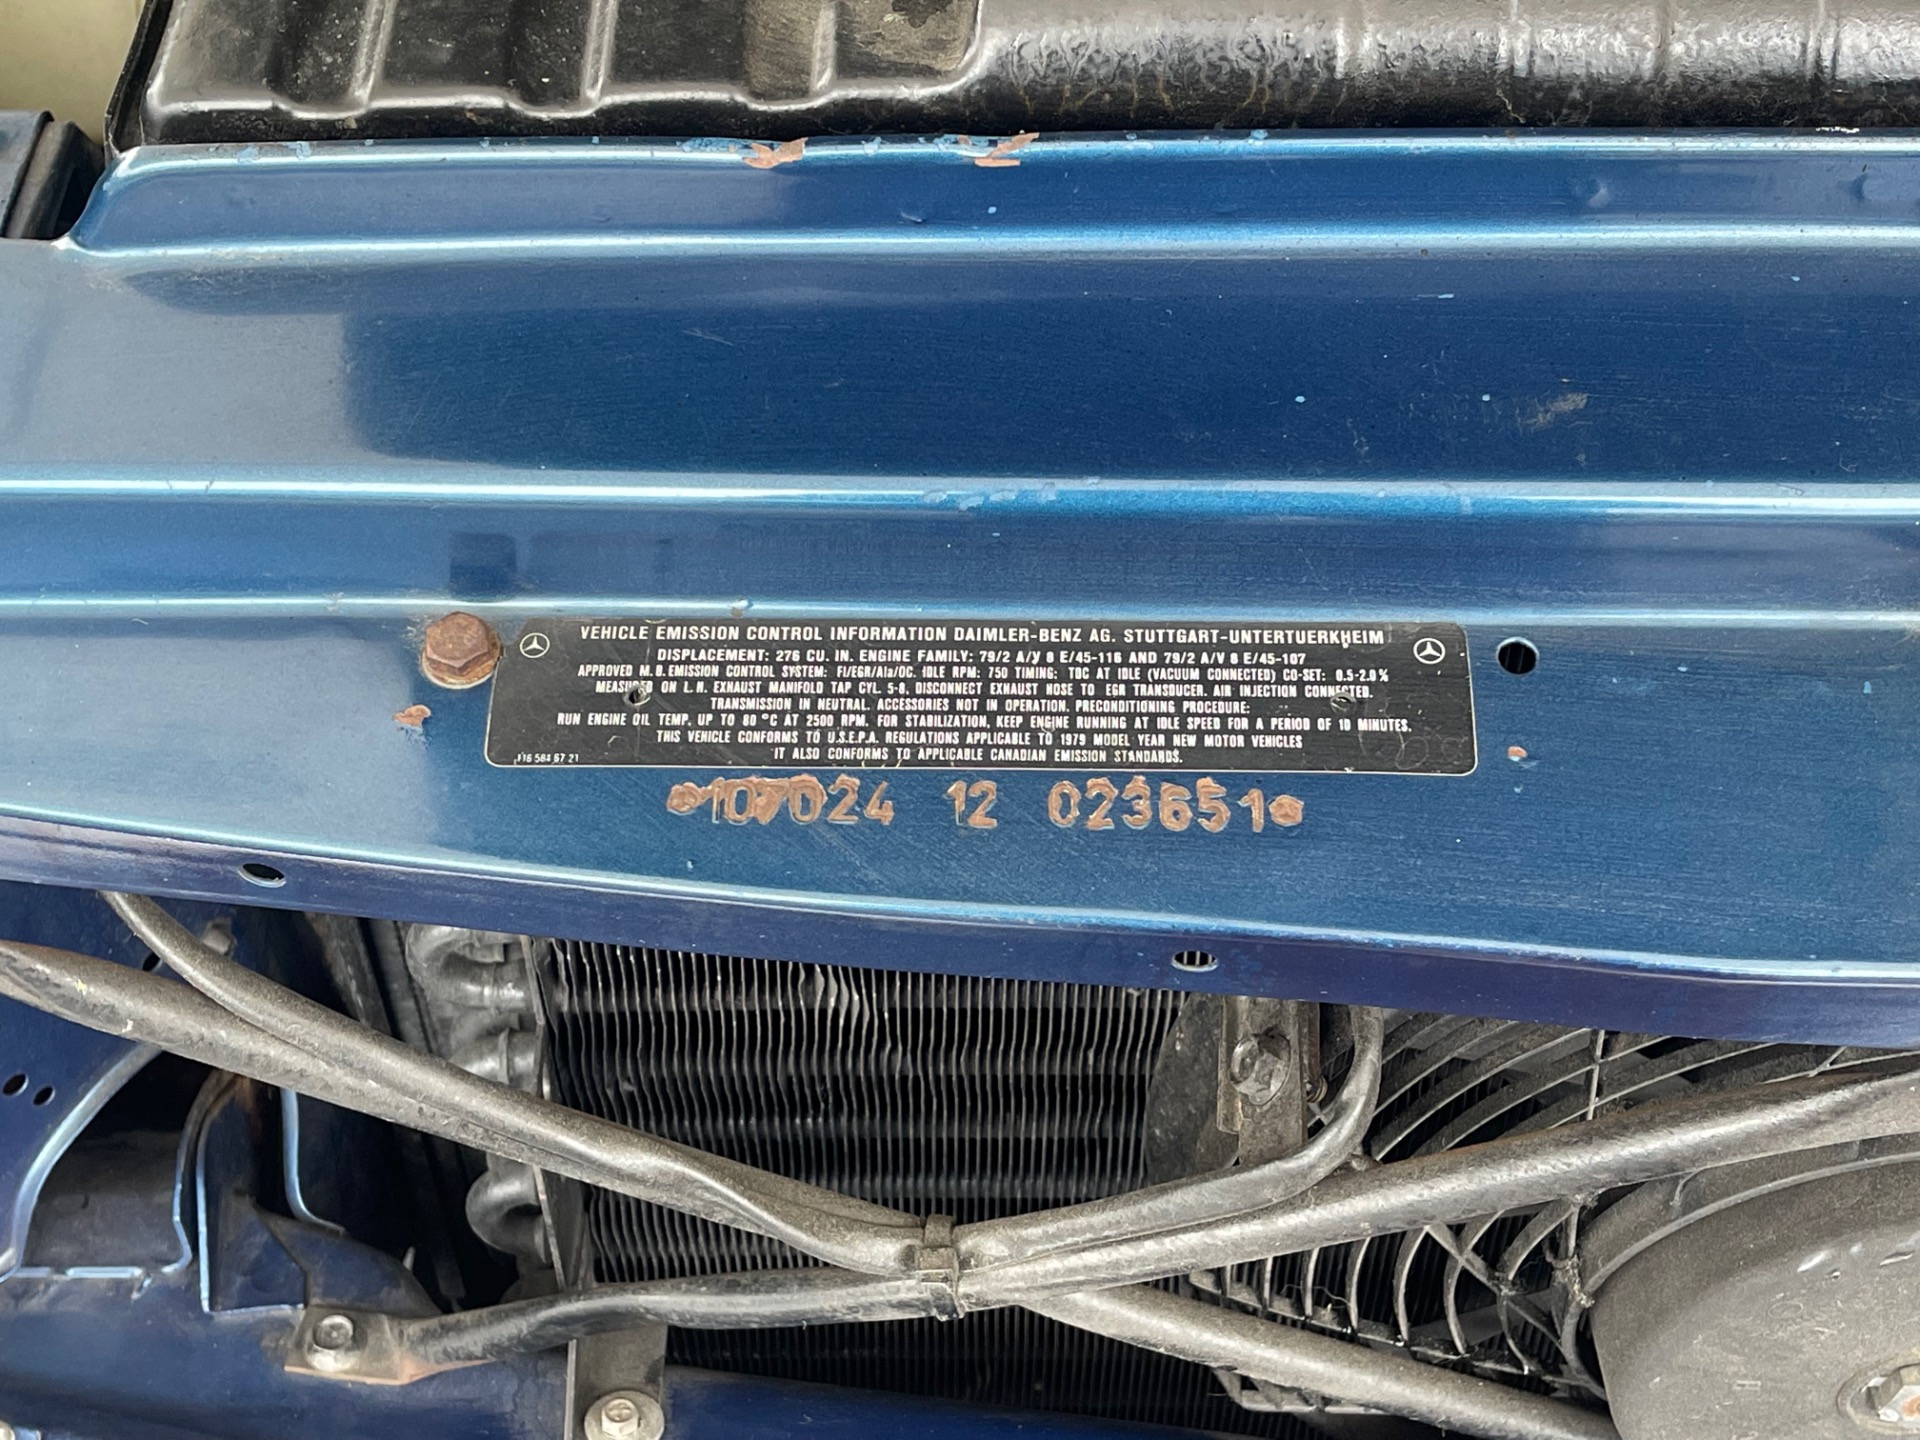 VEHICLE EMISSION CONTROL INFORMATION DAIMLER-BENZ AG. STUTTGART-UNTERTUERKHEIM
DISPLACEMENT: 276 CU. IN. ENGINE FAMILY: 79/2 A/V 8 E/45-116 AND 79/2 A/V 8 E/45-107
APPROVED M.B. EMISSION CONTROL SYSTEM: FI/EGR/AIa/OC. IDLE RPM: 750 TIMING: TDC AT IDLE (VACUUM CONNECTED) CO-SET: 0.5-2.0 %
MEASURED ON L.H. EXHAUST MANIFOLD TAP CYL. 5-8. DISCONNECT EXHAUST HOSE TO EGR TRANSDUCER. AIR INJECTION CONNECTED.
TRANSMISSION IN NEUTRAL. ACCESSORIES NOT IN OPERATION. PRECONDITIONING PROCEDURE:
RUN ENGINE OIL TEMP. UP TO 80 °C AT 2500 RPM. FOR STABILIZATION, KEEP ENGINE RUNNING AT IDLE SPEED FOR A PERIOD OF 10 MINUTES.
THIS VEHICLE CONFORMS TO U.S.E.P.A. REGULATIONS APPLICABLE TO 1979 MODEL YEAR NEW MOTOR VEHICLES
IT ALSO CONFORMS TO APPLICABLE CANADIAN EMISSION STANDARDS.
116 584 67 21
107024 12 023651